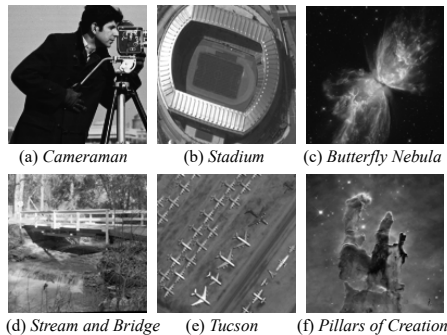 (a) Cameraman
(b) Stadium
(c) Butterfly Nebula
(d) Stream and Bridge
(e) Tucson
(f) Pillars of Creation